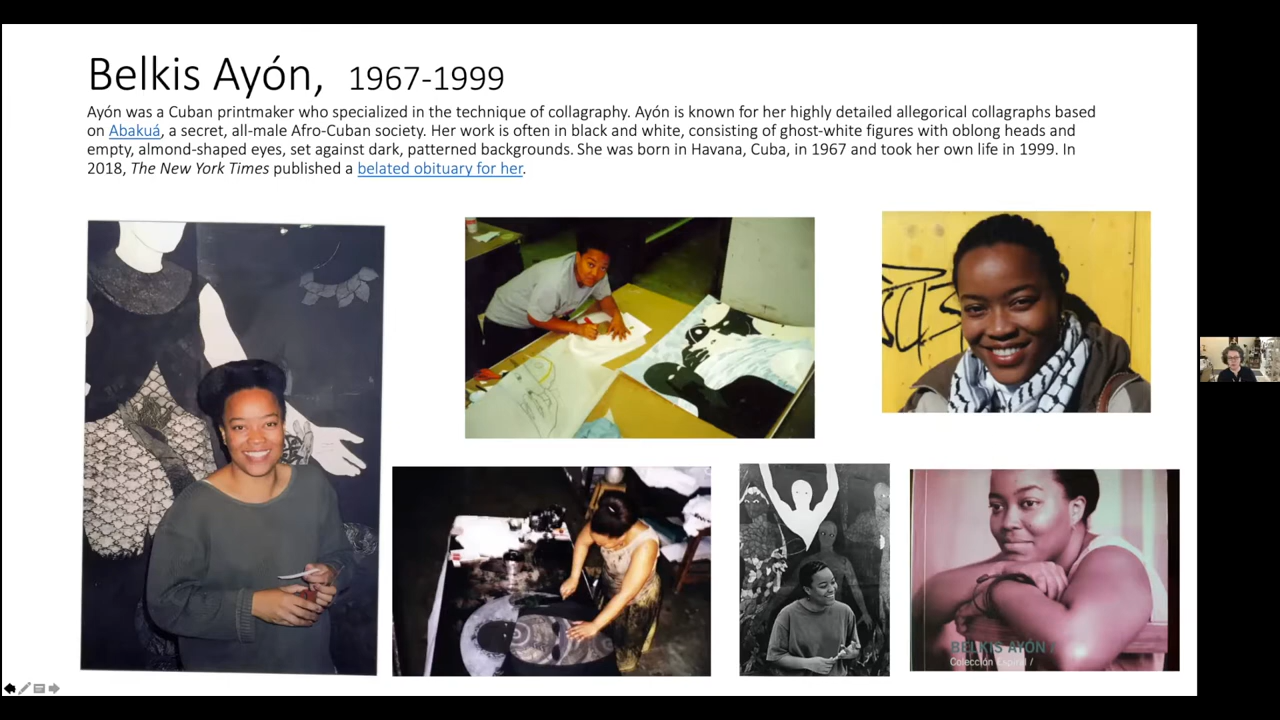 Belkis Ayón, 1967-1999
Ayón was a Cuban printmaker who specialized in the technique of collagraphy. Ayón is known for her highly detailed allegorical collagraphs based
on Abakuá, a secret, all-male Afro-Cuban society. Her work is often in black and white, consisting of ghost-white figures with oblong heads and
empty, almond-shaped eyes, set against dark, patterned backgrounds. She was born in Havana, Cuba, in 1967 and took her own life in 1999. In
2018, The New York Times published a belated obituary for her.
BELKIS AYÓN /
Colección Espiral /